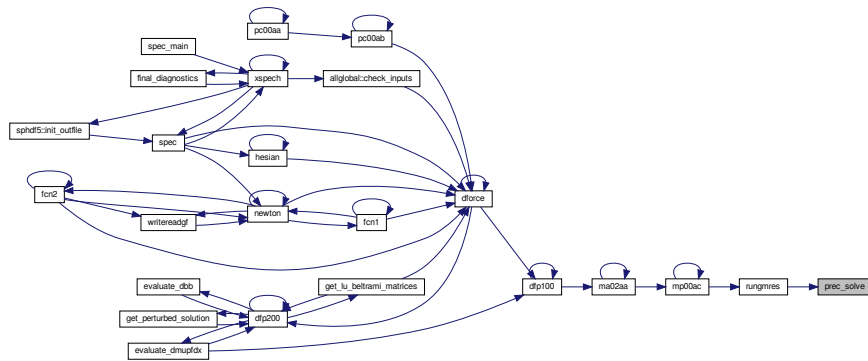 pc00aa
pc00ab
spec_main
final_diagnostics
xspech
allglobal::check_inputs
sphdf5::init_outfile
spec
hesian
fcn2
dforce
newton
writereadgf
fcn1
evaluate_dbb
get_lu_beltrami_matrices
dfp100
ma02aa
mp00ac
rungmres
prec_solve
get_perturbed_solution
dfp200
evaluate_dmupfdx